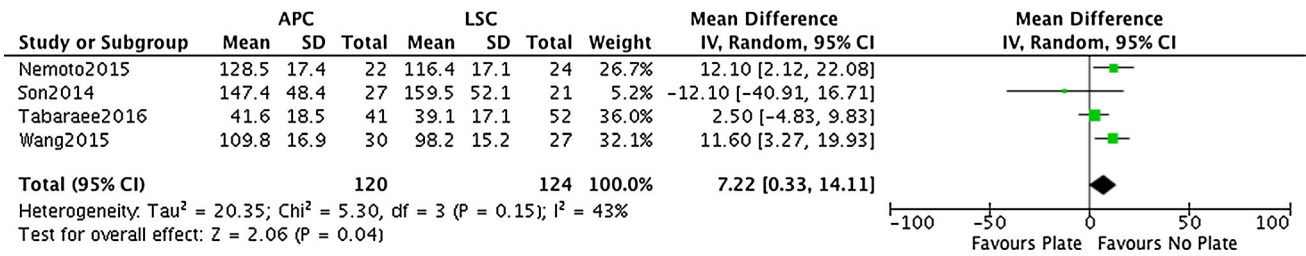 APC LSC Mean Difference Mean Difference
Study or Subgroup Mean SD Total Mean SD Total Weight IV, Random, 95% CI IV, Random, 95% CI
Nemoto2015 128.5 17.4 22 116.4 17.1 24 26.7% 12.10 [2.12, 22.08]
Son2014 147.4 48.4 27 159.5 52.1 21 5.2% −12.10 [−40.91, 16.71]
Tabaraee2016 41.6 18.5 41 39.1 17.1 52 36.0% 2.50 [−4.83, 9.83]
Wang2015 109.8 16.9 30 98.2 15.2 27 32.1% 11.60 [3.27, 19.93]
Total (95% CI) 120 124 100.0% 7.22 [0.33, 14.11]
Heterogeneity: Tau² = 20.35; Chi² = 5.30, df = 3 (P = 0.15); I² = 43%
Test for overall effect: Z = 2.06 (P = 0.04)
−100 −50 0 50 100
Favours Plate Favours No Plate